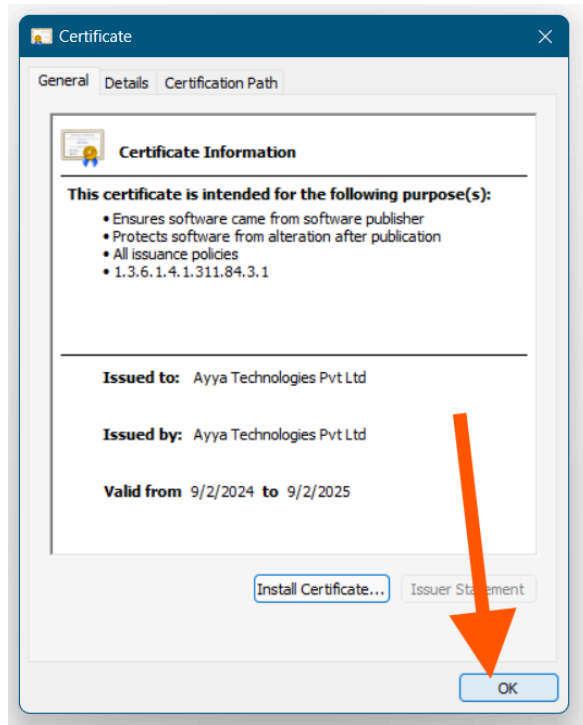 Certificate
General Details Certification Path
Certificate Information
This certificate is intended for the following purpose(s):
• Ensures software came from software publisher
• Protects software from alteration after publication
• All issuance policies
• 1.3.6.1.4.1.311.84.3.1
Issued to: Ayya Technologies Pvt Ltd
Issued by: Ayya Technologies Pvt Ltd
Valid from 9/2/2024 to 9/2/2025
Install Certificate... Issuer Statement
OK